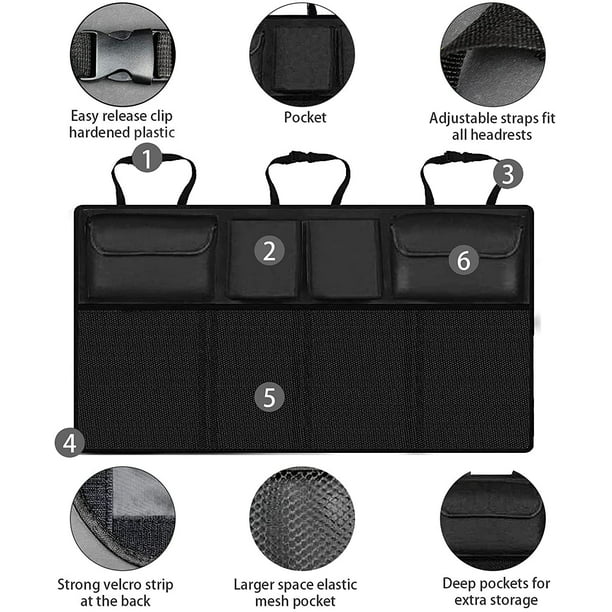 Easy release clip
hardened plastic
Pocket
Adjustable straps fit
all headrests
1
3
2
6
5
4
Strong velcro strip
at the back
Larger space elastic
mesh pocket
Deep pockets for
extra storage